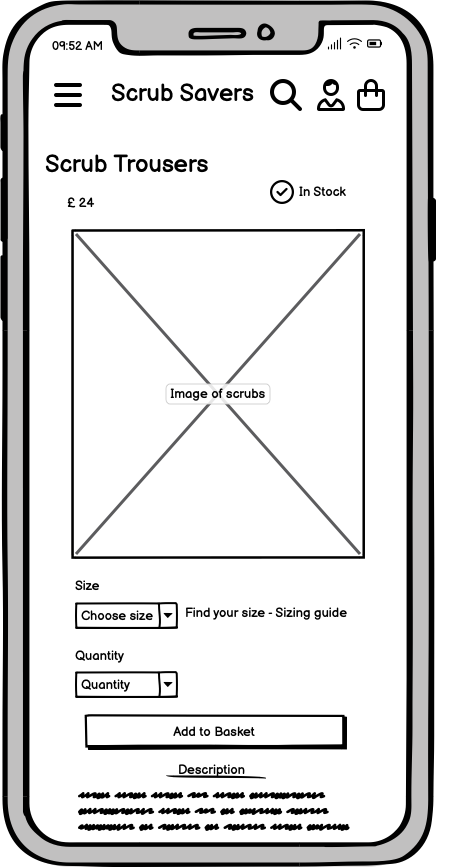 09:52 AM
Scrub Savers
Scrub Trousers
£ 24
In Stock
Image of scrubs
Size
Choose size
Find your size - Sizing guide
Quantity
Quantity
Add to Basket
Description